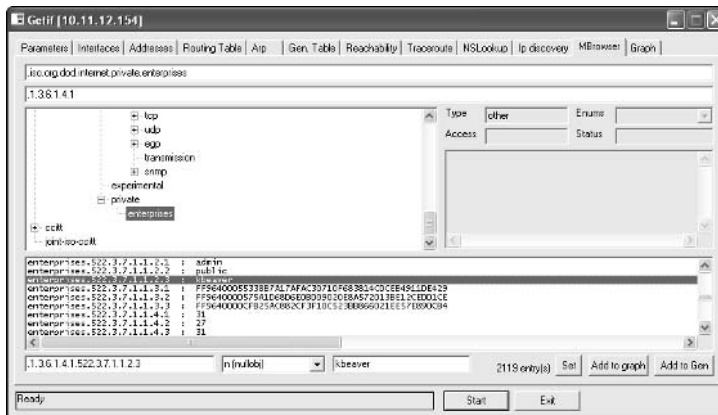 Getif [10.11.12.154]
Parameters Interfaces Addresses Routing Table Arp Gen. Table Reachability Traceroute NSLookup Ip discovery MBrowser Graph
.iso.org.dod.internet.private.enterprises
.1.3.6.1.4.1
tcp
udp
egp
transmission
snmp
experimental
private
enterprises
ccitt
joint-iso-ccitt
Type other Enums
Access Status
enterprises.522.3.7.1.1.2.1 : admin
enterprises.522.3.7.1.1.2.2 : public
enterprises.522.3.7.1.1.2.3 : kbeaver
enterprises.522.3.7.1.1.3.1 :
enterprises.522.3.7.1.1.3.2 :
enterprises.522.3.7.1.1.3.3 :
enterprises.522.3.7.1.1.4.1 : 31
enterprises.522.3.7.1.1.4.2 : 27
enterprises.522.3.7.1.1.4.3 : 31
.1.3.6.1.4.1.522.3.7.1.1.2.3 n (nullobj) kbeaver 2119 entry(s) Set Add to graph Add to Gen
Ready Start Exit